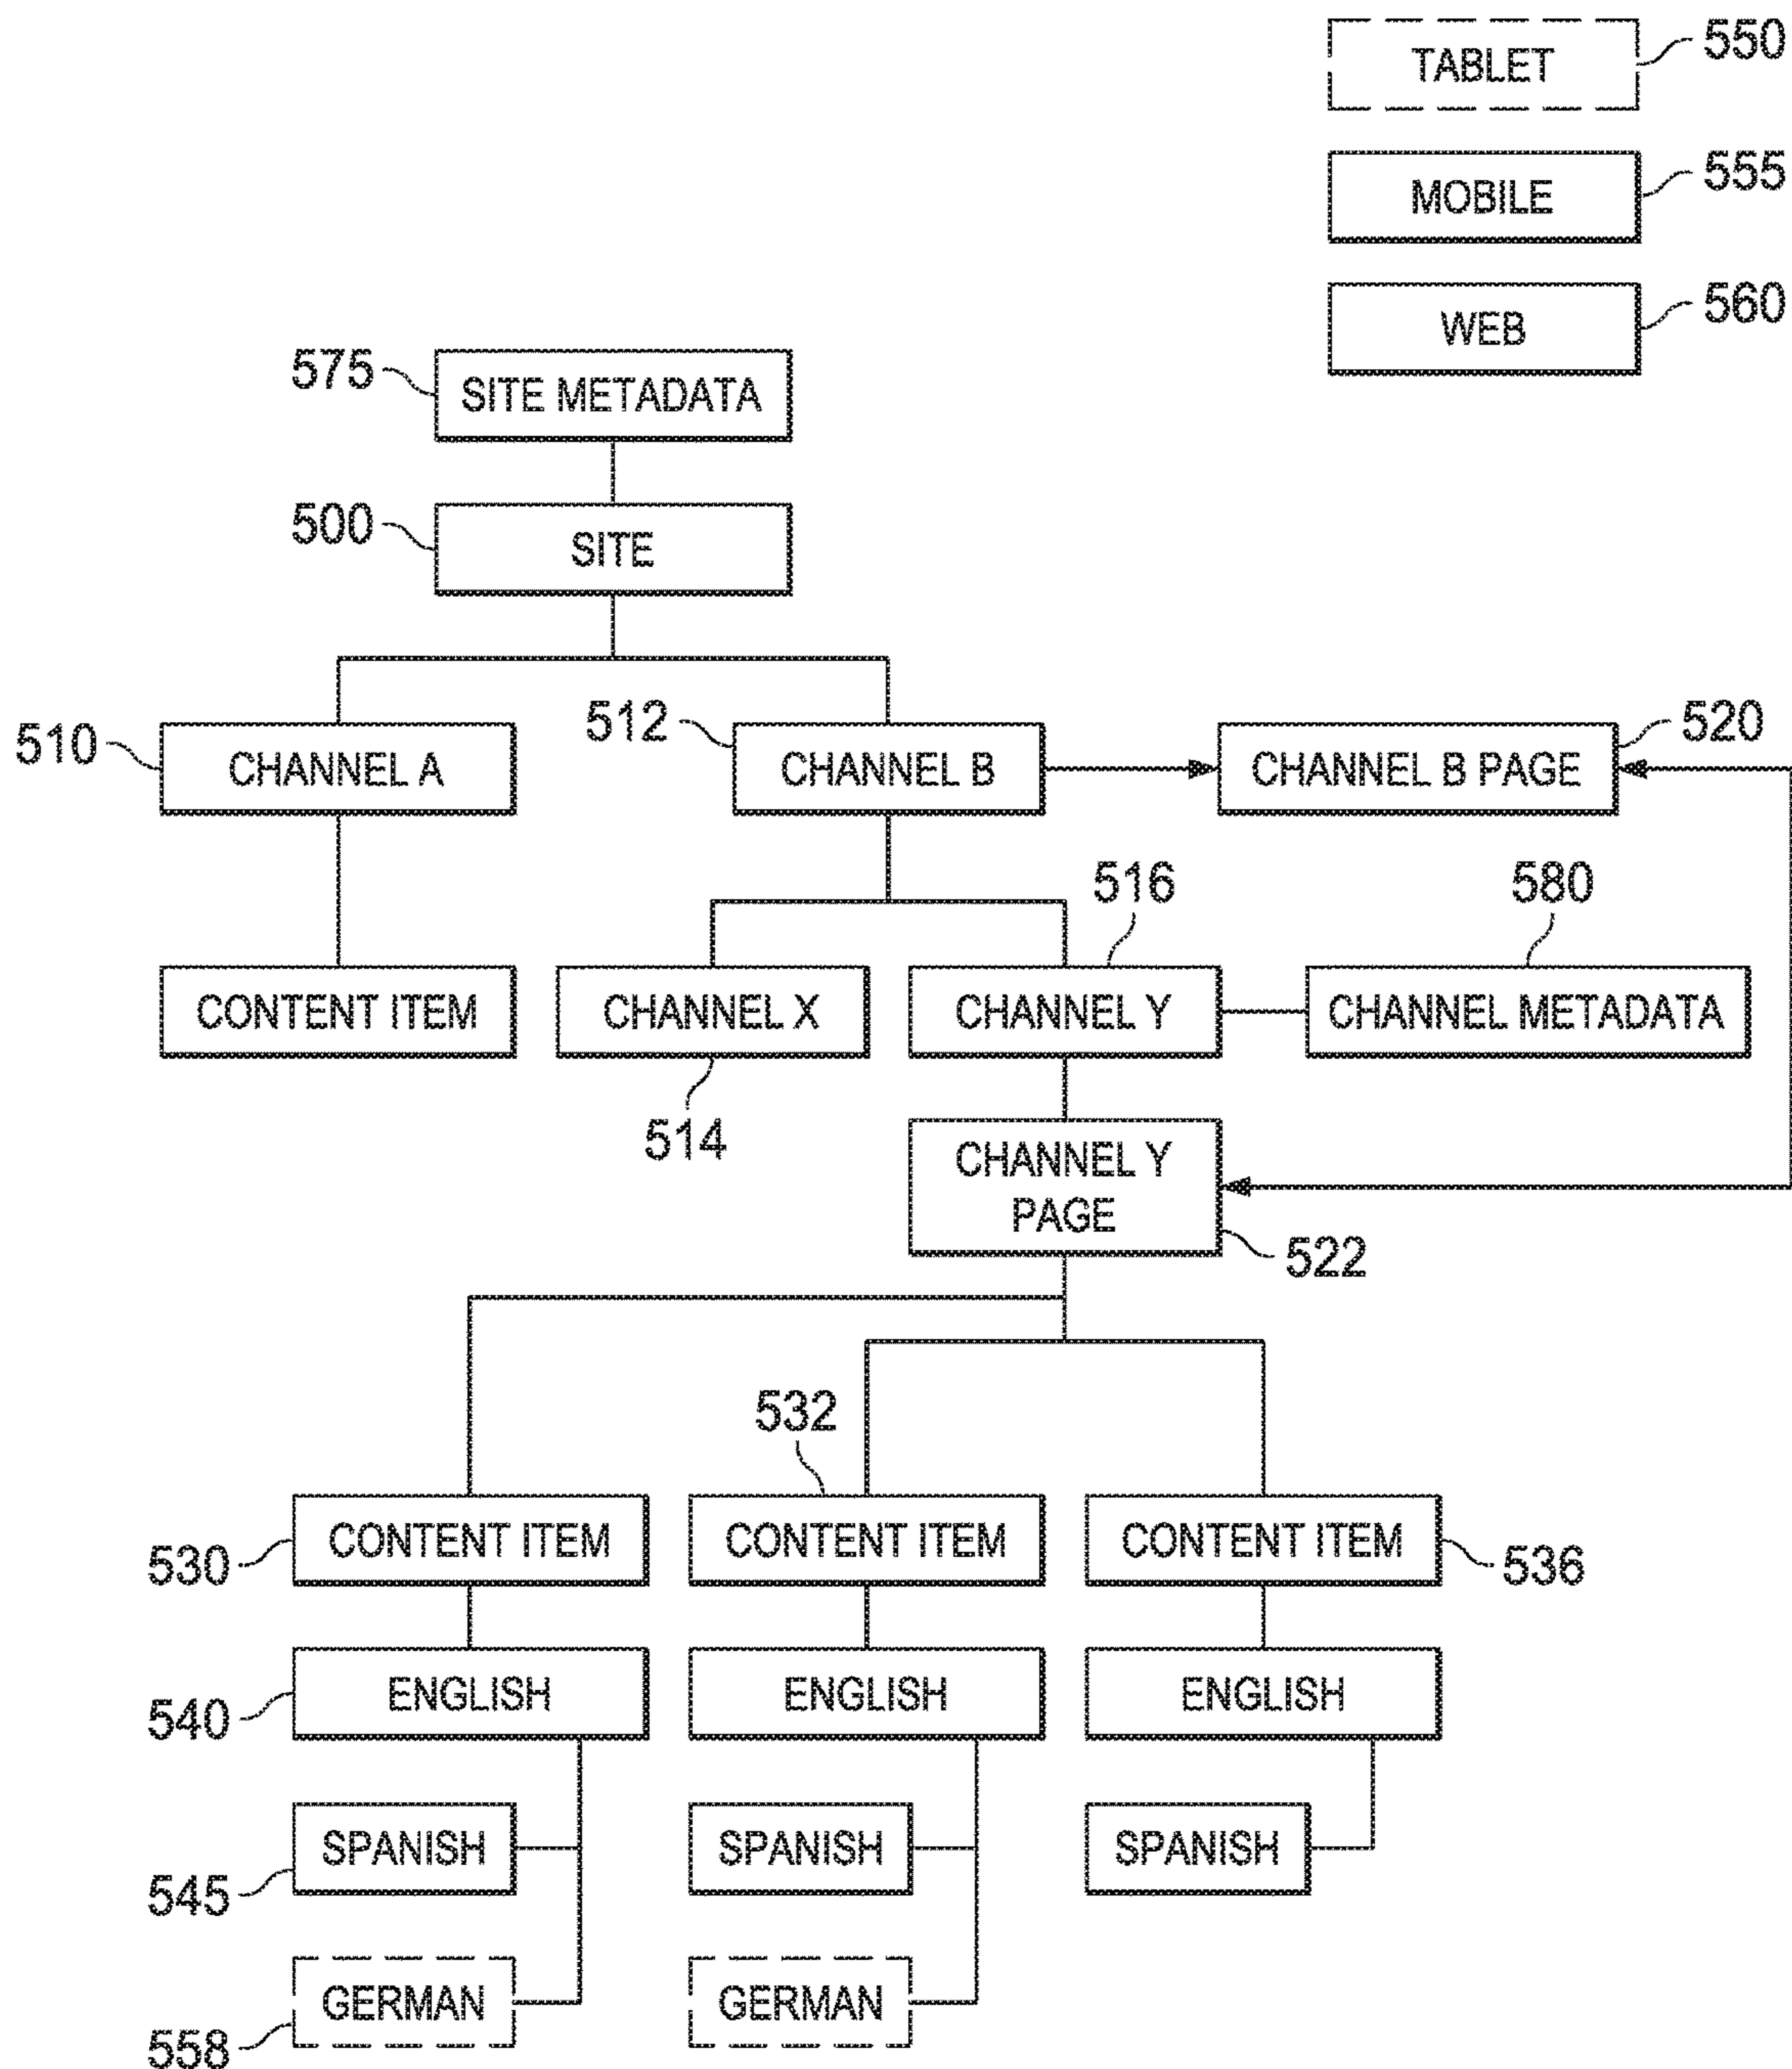 TABLET
550
MOBILE
555
WEB
560
575
SITE METADATA
500
SITE
510
CHANNEL A
512
CHANNEL B
CHANNEL B PAGE
520
516
580
CONTENT ITEM
CHANNEL X
CHANNEL Y
CHANNEL METADATA
514
CHANNEL Y
PAGE
522
532
530
CONTENT ITEM
CONTENT ITEM
CONTENT ITEM
536
540
ENGLISH
ENGLISH
ENGLISH
545
SPANISH
SPANISH
SPANISH
558
GERMAN
GERMAN